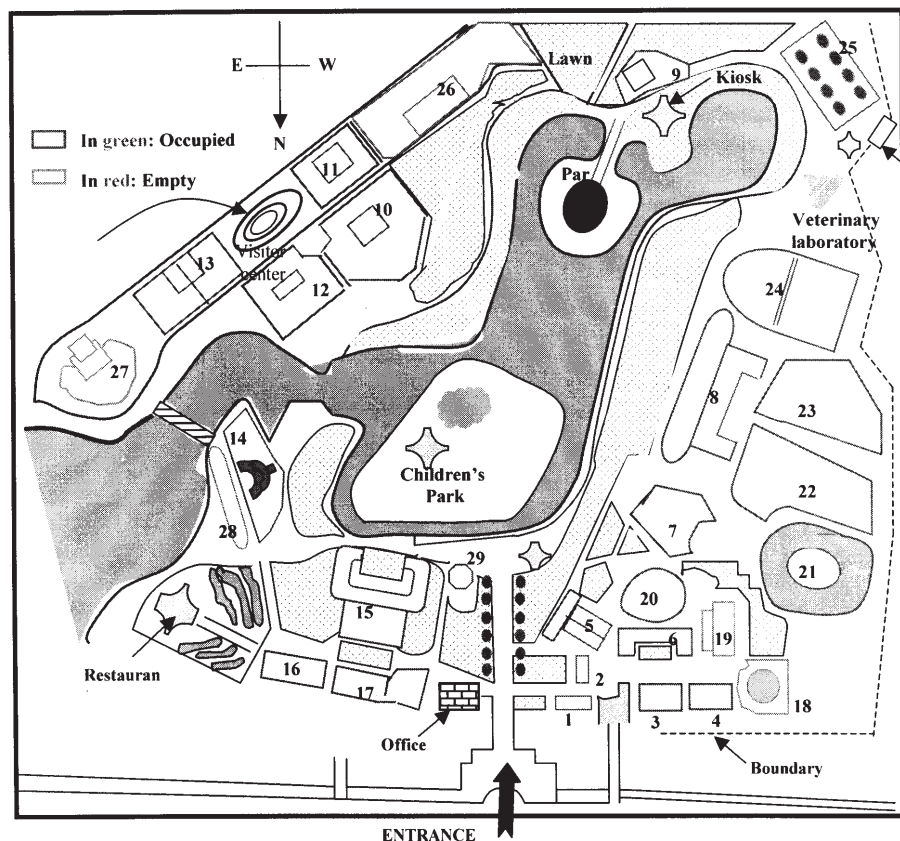 25
Lawn
9
Kiosk
E
W
26
N
In green: Occupied
In red: Empty
11
Par
10
Visitor
center
13
12
Veterinary
laboratory
24
27
8
23
14
Children's
Park
22
7
28
29
21
20
15
5
6
19
Restauran
16
17
2
18
Office
1
3
4
Boundary
ENTRANCE